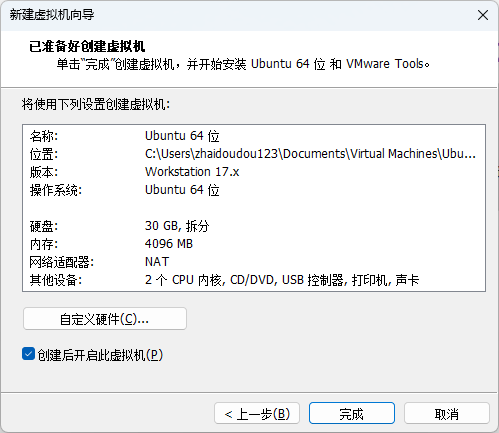 新建虚拟机向导
已准备好创建虚拟机
单击“完成”创建虚拟机，并开始安装 Ubuntu 64 位 和 VMware Tools。
将使用下列设置创建虚拟机:
名称: Ubuntu 64 位
位置: C:\Users\zhaidoudou123\Documents\Virtual Machines\Ubu...
版本: Workstation 17.x
操作系统: Ubuntu 64 位
硬盘: 30 GB, 拆分
内存: 4096 MB
网络适配器: NAT
其他设备: 2 个 CPU 内核, CD/DVD, USB 控制器, 打印机, 声卡
自定义硬件(C)...
创建后开启此虚拟机(P)
< 上一步(B) 完成 取消